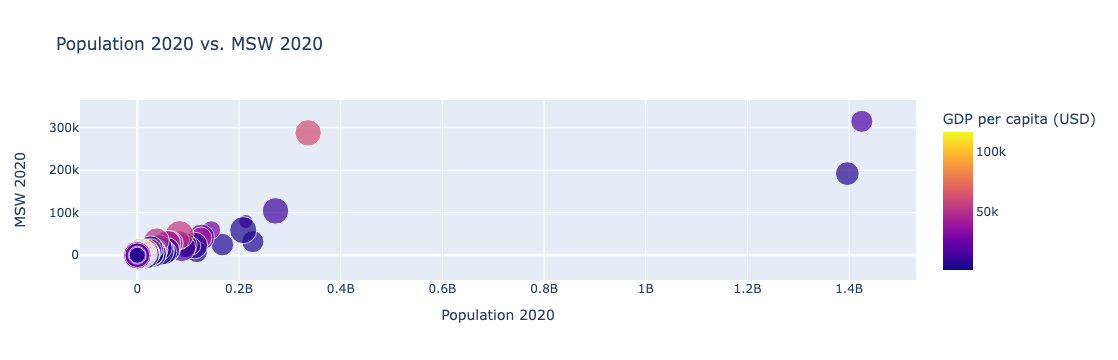 Population 2020 vs. MSW 2020
GDP per capita (USD)
100k
50k
MSW 2020
300k
200k
100k
0
0
0.2B
0.4B
0.6B
0.8B
1B
1.2B
1.4B
Population 2020